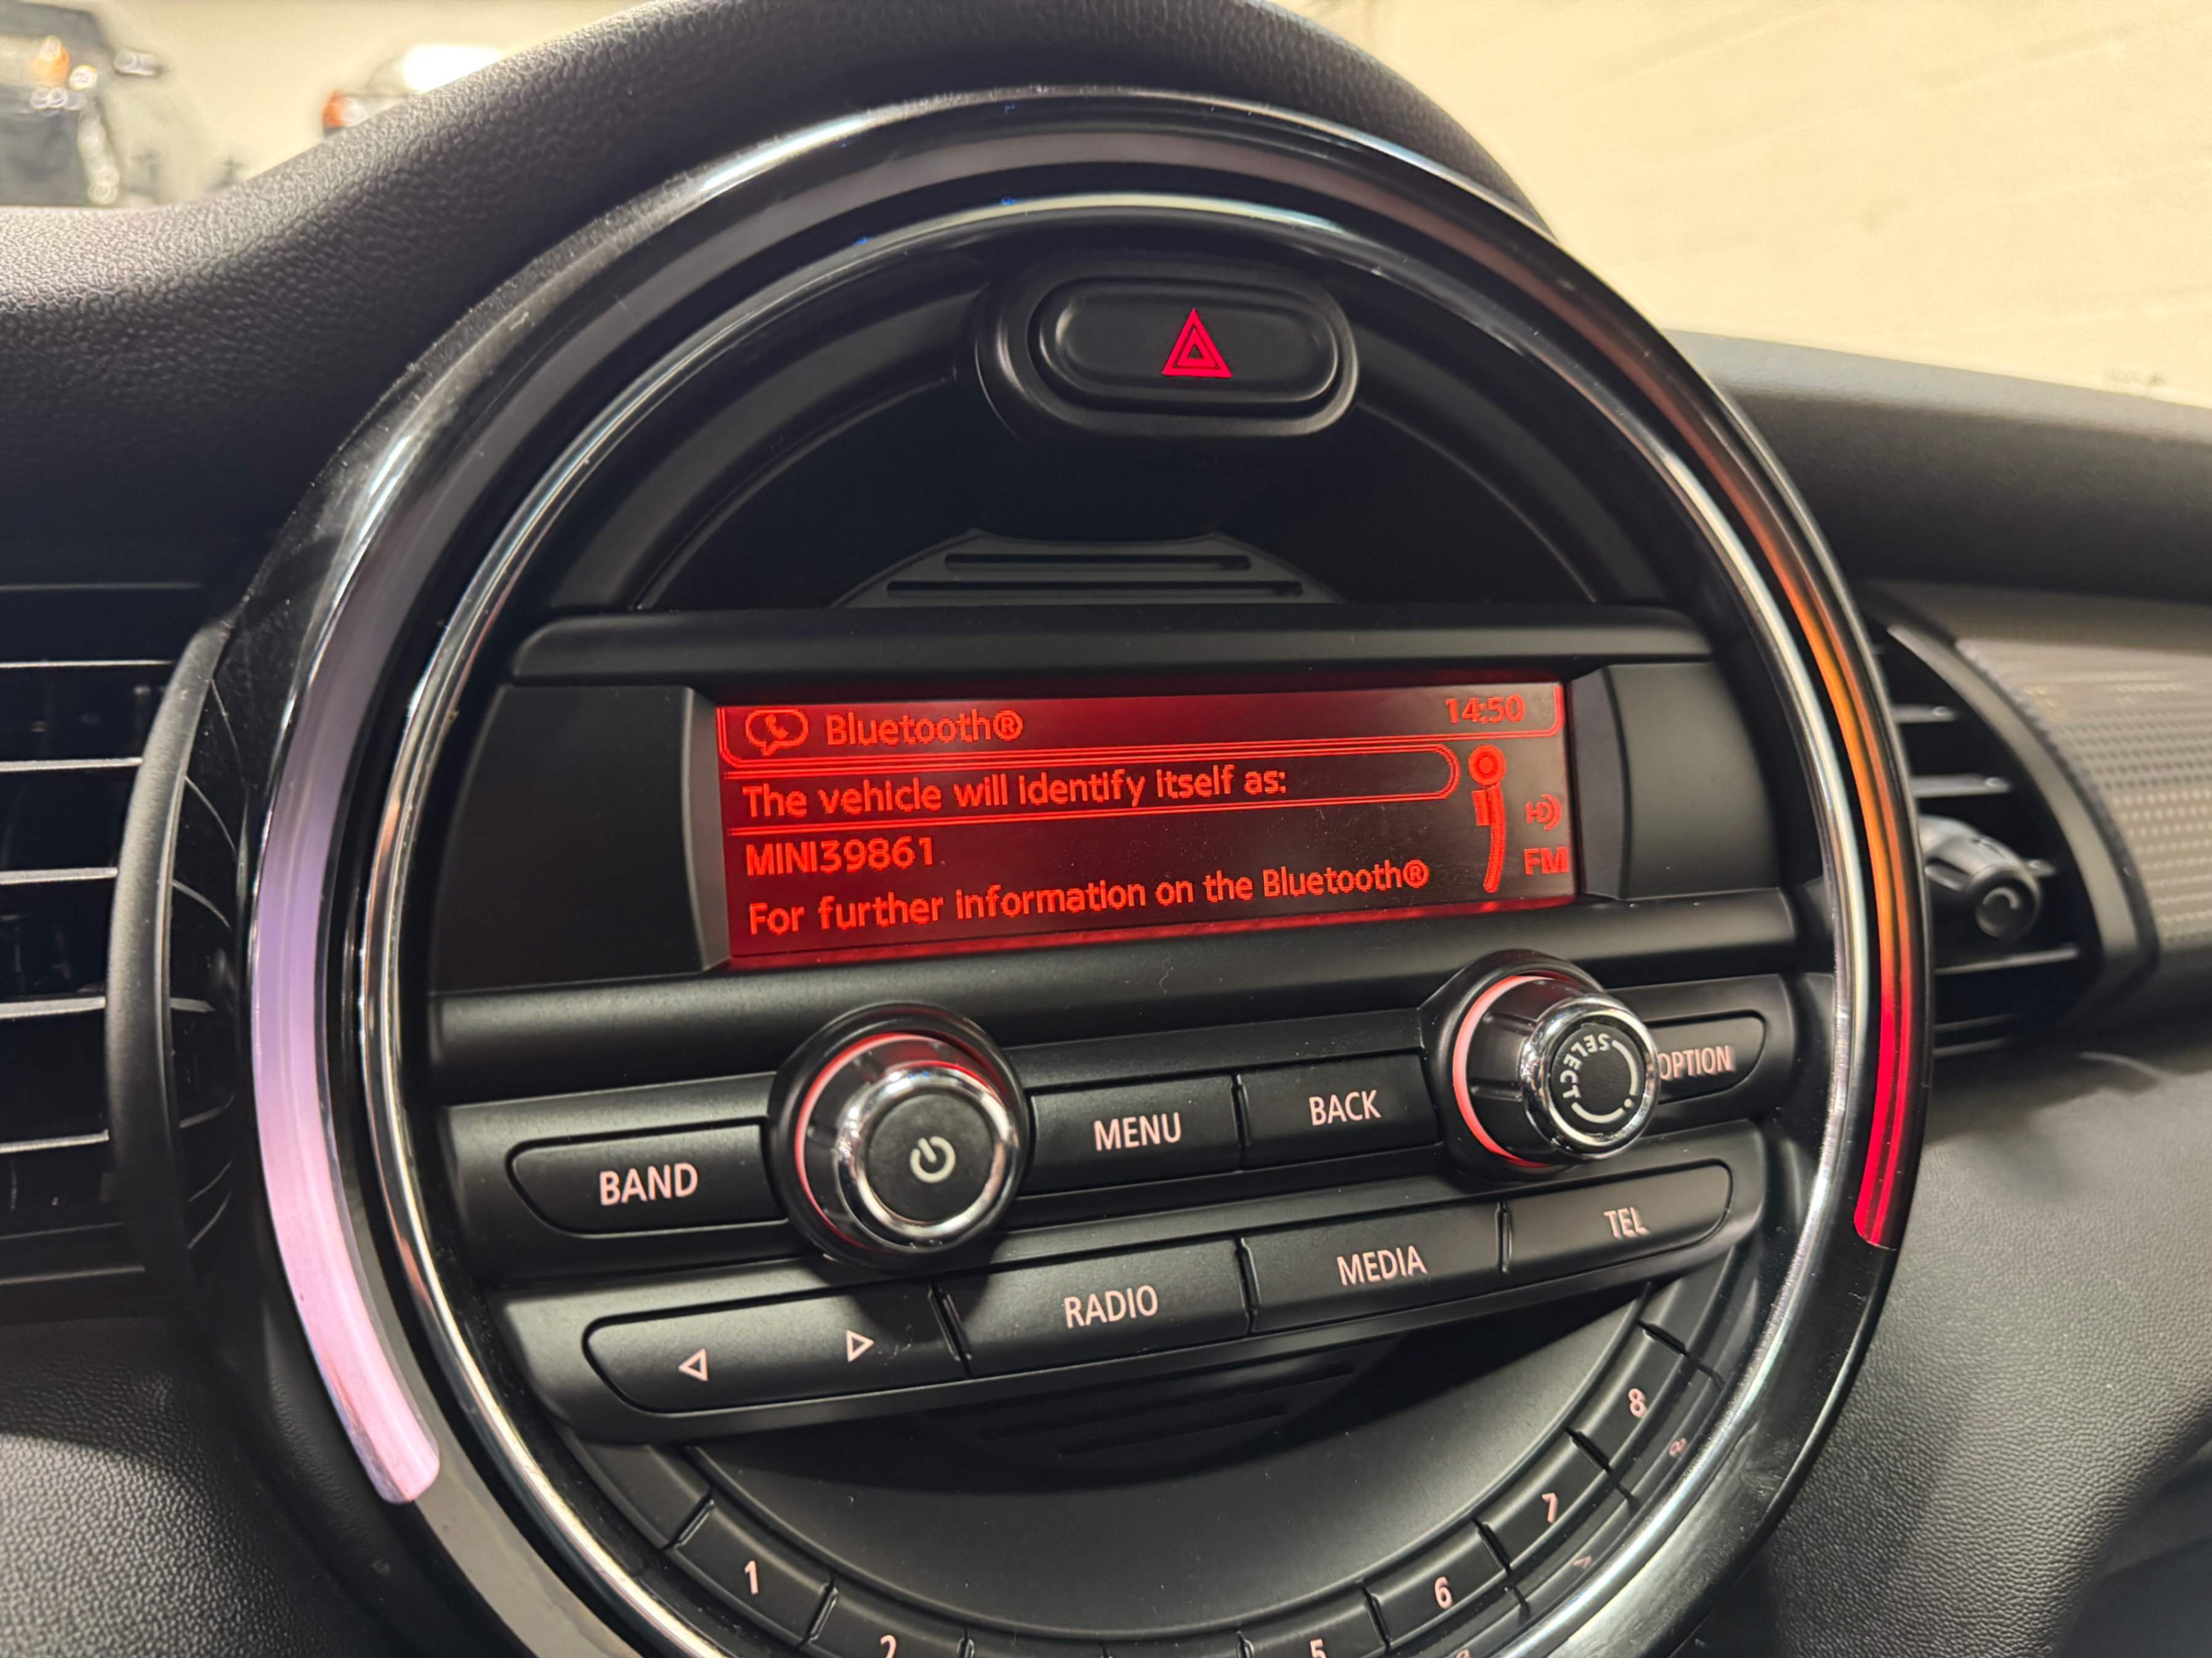 Bluetooth® 14:50
The vehicle will identify itself as:
MINI39861
For further information on the Bluetooth®
HD
FM
SELECT
OPTION
BAND
MENU
BACK
RADIO
MEDIA
TEL
1
2
5
6
7
8